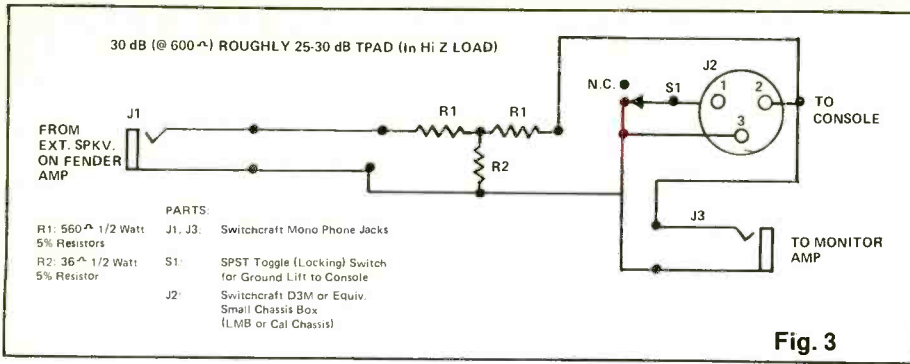 30 dB (@ 600 Ω) ROUGHLY 25-30 dB TPAD (In Hi Z LOAD)
J1
FROM
EXT. SPKV.
ON FENDER
AMP
R1
R1
R2
N.C.
S1
J2
1
2
3
TO
CONSOLE
J3
TO MONITOR
AMP
PARTS:
R1: 560 Ω 1/2 Watt
5% Resistors
R2: 36 Ω 1/2 Watt
5% Resistor
J1, J3: Switchcraft Mono Phone Jacks
S1: SPST Toggle (Locking) Switch
for Ground Lift to Console
J2: Switchcraft D3M or Equiv.
Small Chassis Box
(LMB or Cal Chassis)
Fig. 3